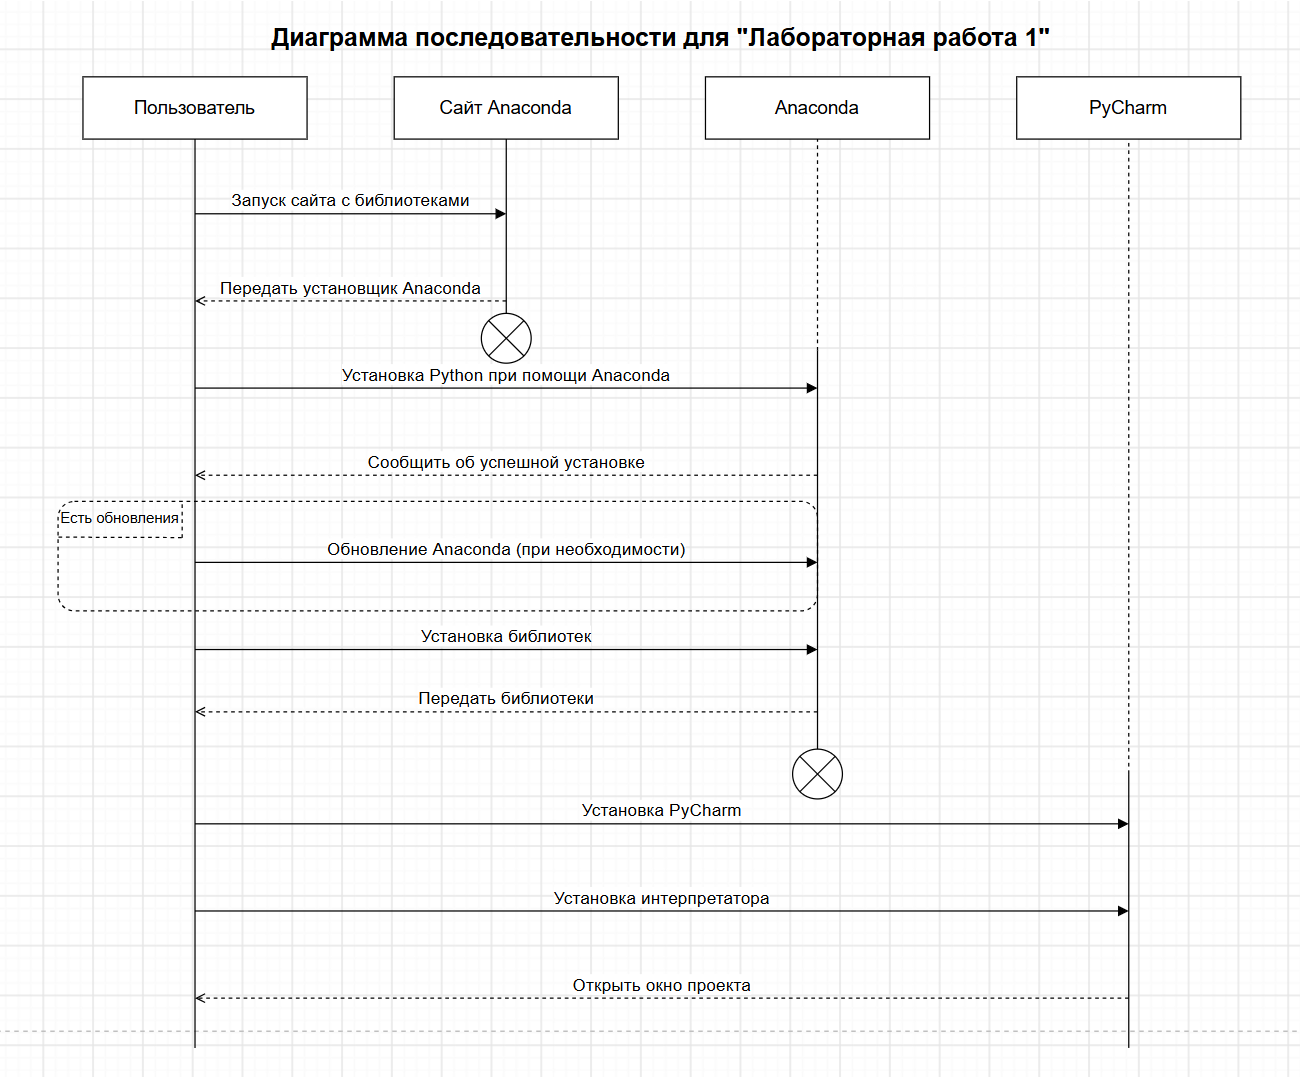 Диаграмма последовательности для "Лабораторная работа 1"
Пользователь
Сайт Anaconda
Anaconda
PyCharm
Запуск сайта с библиотеками
Передать установщик Anaconda
Установка Python при помощи Anaconda
Сообщить об успешной установке
Есть обновления
Обновление Anaconda (при необходимости)
Установка библиотек
Передать библиотеки
Установка PyCharm
Установка интерпретатора
Открыть окно проекта